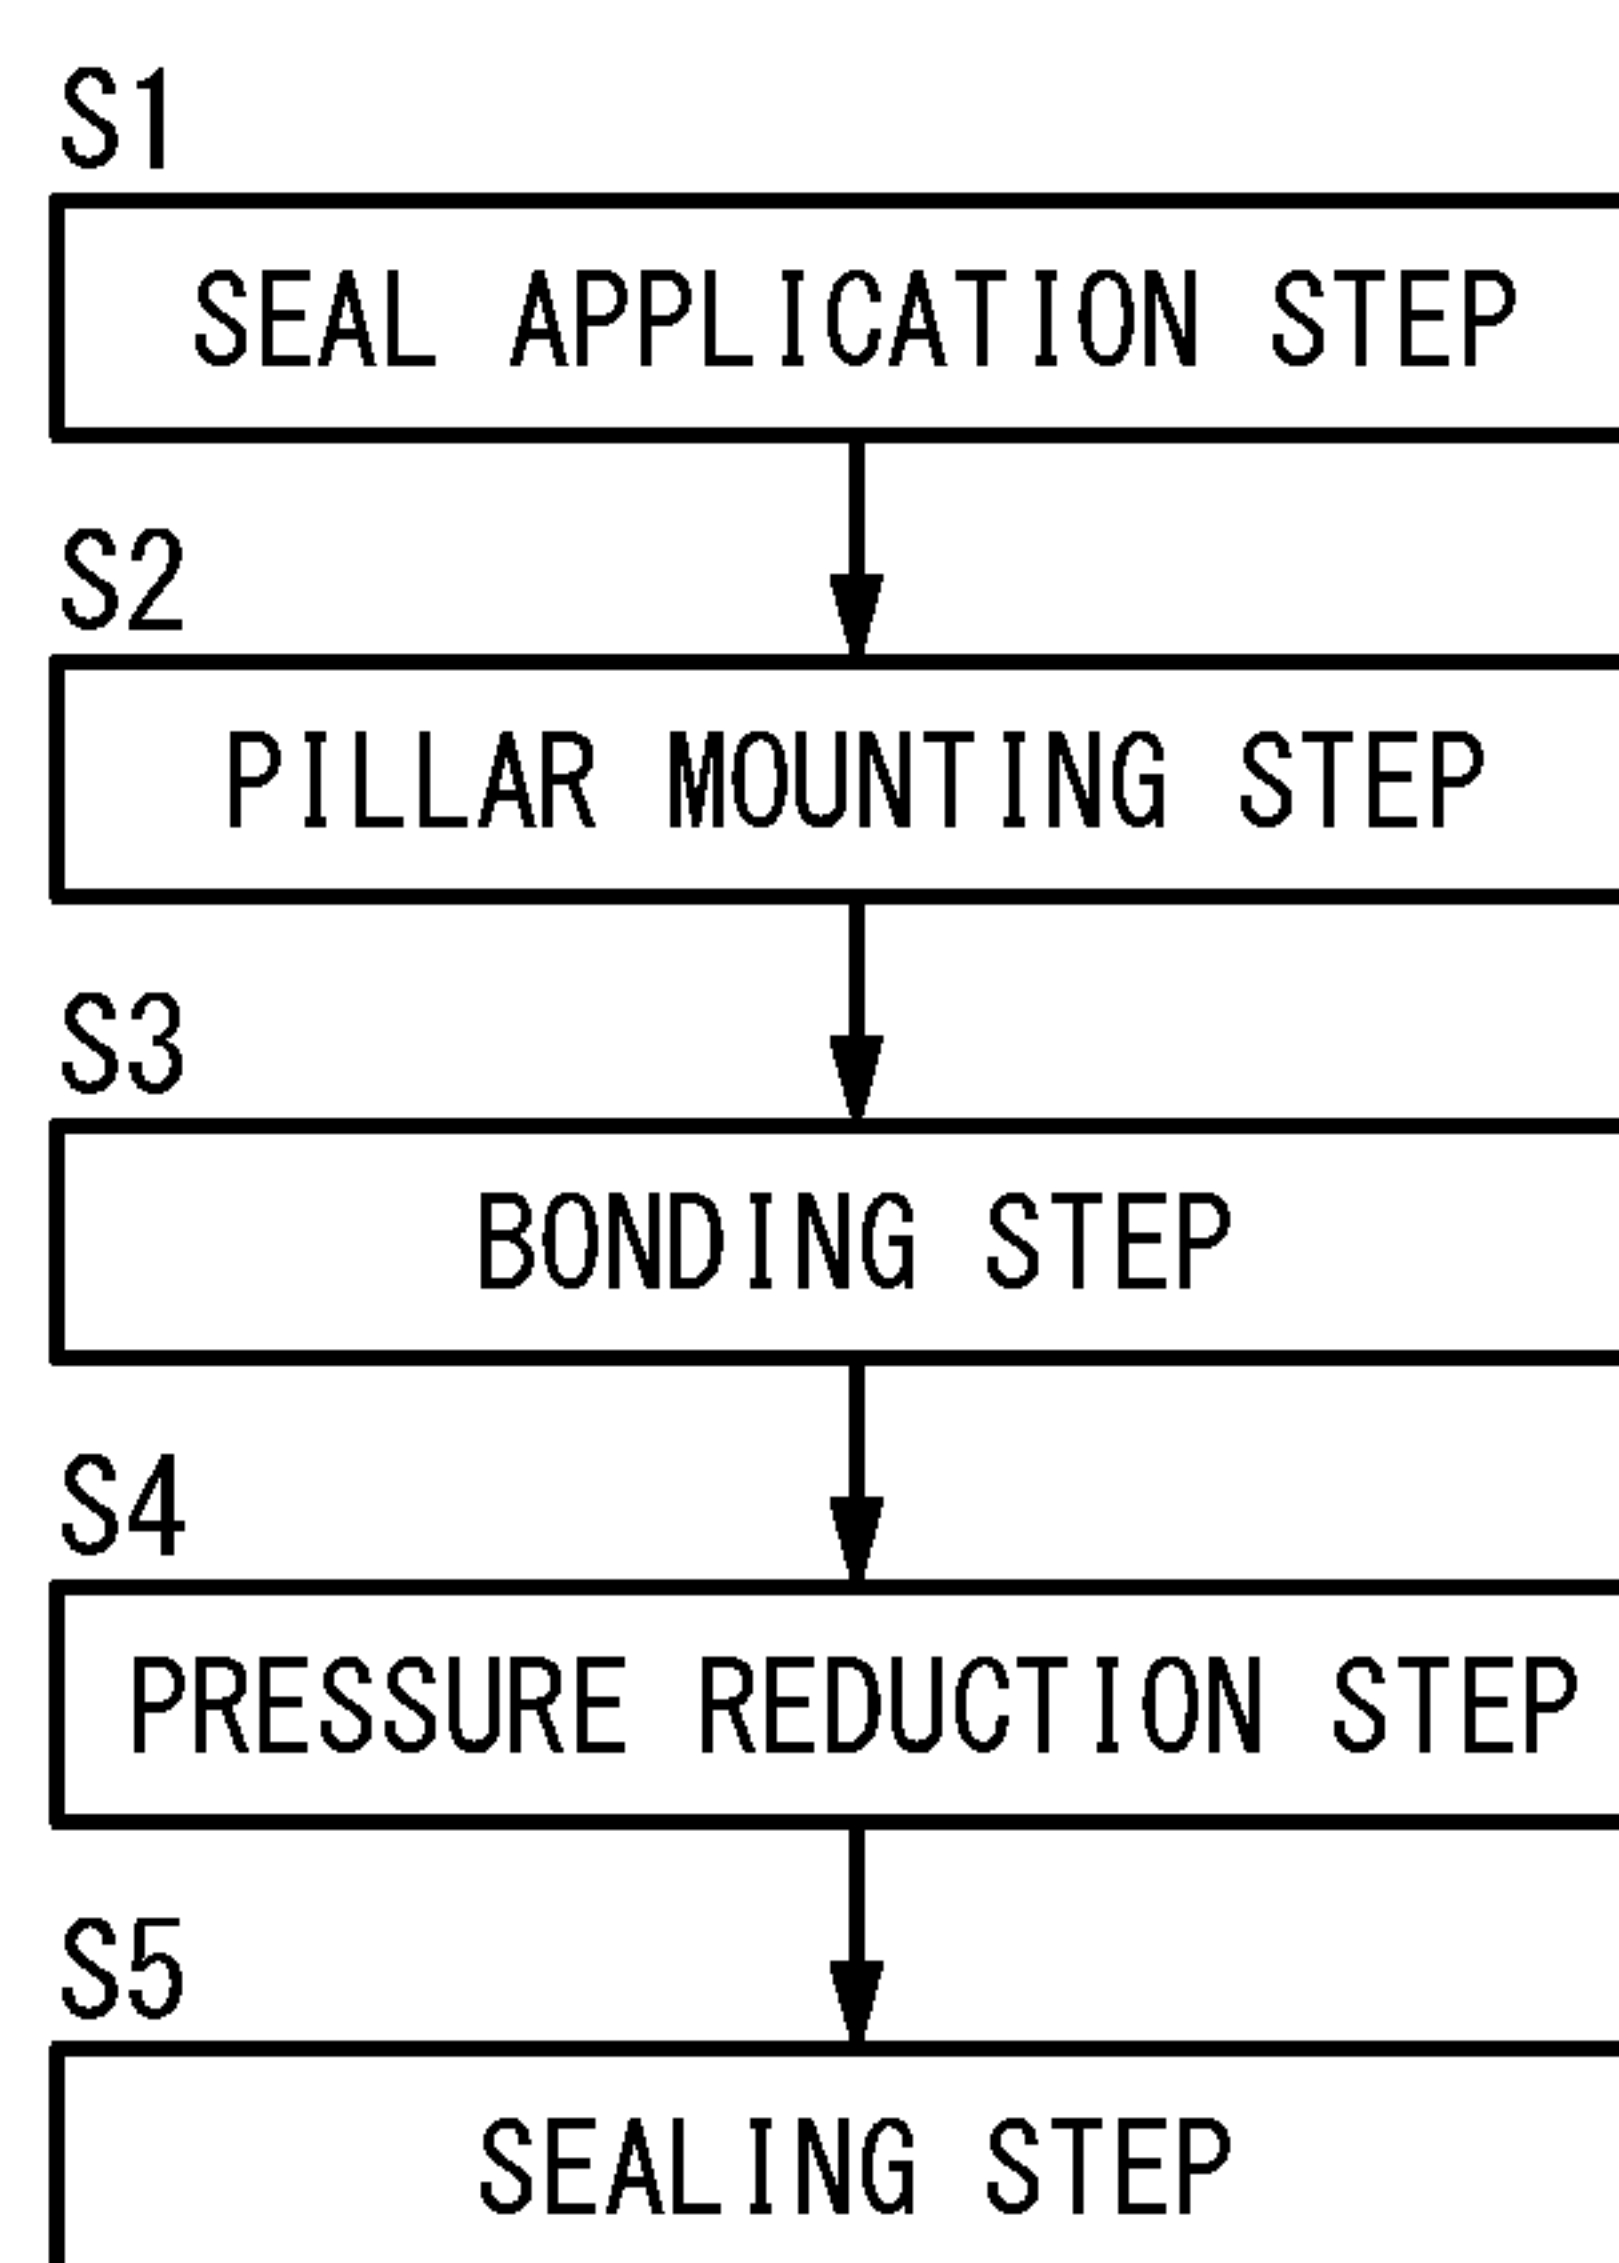 S1
SEAL APPLICATION STEP
S2
PILLAR MOUNTING STEP
S3
BONDING STEP
S4
PRESSURE REDUCTION STEP
S5
SEALING STEP